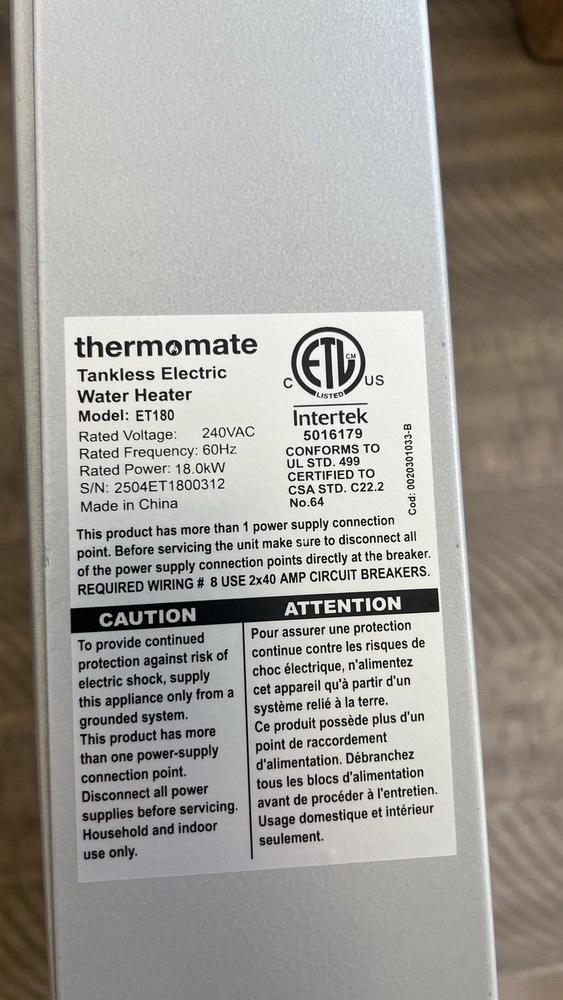 thermomate
Tankless Electric
Water Heater
Model: ET180
Rated Voltage: 240VAC
Rated Frequency: 60Hz
Rated Power: 18.0kW
S/N: 2504ET1800312
Made in China
ETL CM
LISTED
C US
Intertek
5016179
CONFORMS TO
UL STD. 499
CERTIFIED TO
CSA STD. C22.2
No.64
Cod: 0020301033-B
This product has more than 1 power supply connection
point. Before servicing the unit make sure to disconnect all
of the power supply connection points directly at the breaker.
REQUIRED WIRING # 8 USE 2x40 AMP CIRCUIT BREAKERS.
CAUTION
To provide continued
protection against risk of
electric shock, supply
this appliance only from a
grounded system.
This product has more
than one power-supply
connection point.
Disconnect all power
supplies before servicing.
Household and indoor
use only.
ATTENTION
Pour assurer une protection
continue contre les risques de
choc électrique, n'alimentez
cet appareil qu'à partir d'un
système relié à la terre.
Ce produit possède plus d'un
point de raccordement
d'alimentation. Débranchez
tous les blocs d'alimentation
avant de procéder à l'entretien.
Usage domestique et intérieur
seulement.